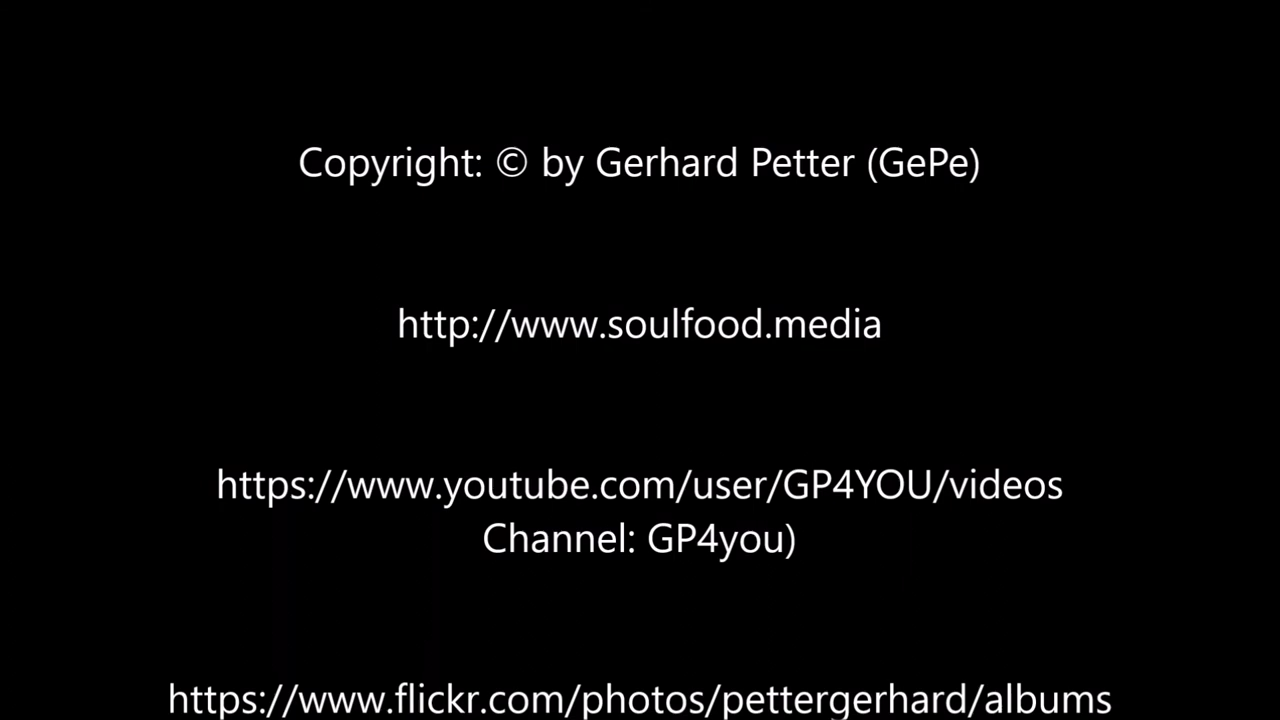 Copyright: © by Gerhard Petter (GePe)
http://www.soulfood.media
https://www.youtube.com/user/GP4YOU/videos
Channel: GP4you)
https://www.flickr.com/photos/pettergerhard/albums